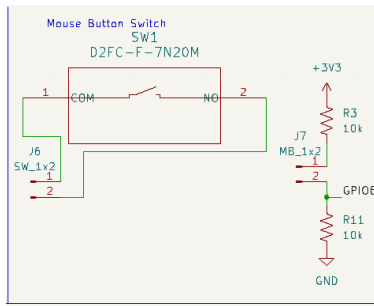 Mouse Button Switch
SW1
D2FC-F-7N20M
1
COM
NO
2
+3V3
R3
10k
J7
MB_1x2
1
2
J6
SW_1x2
1
2
GPIO6
R11
10k
GND